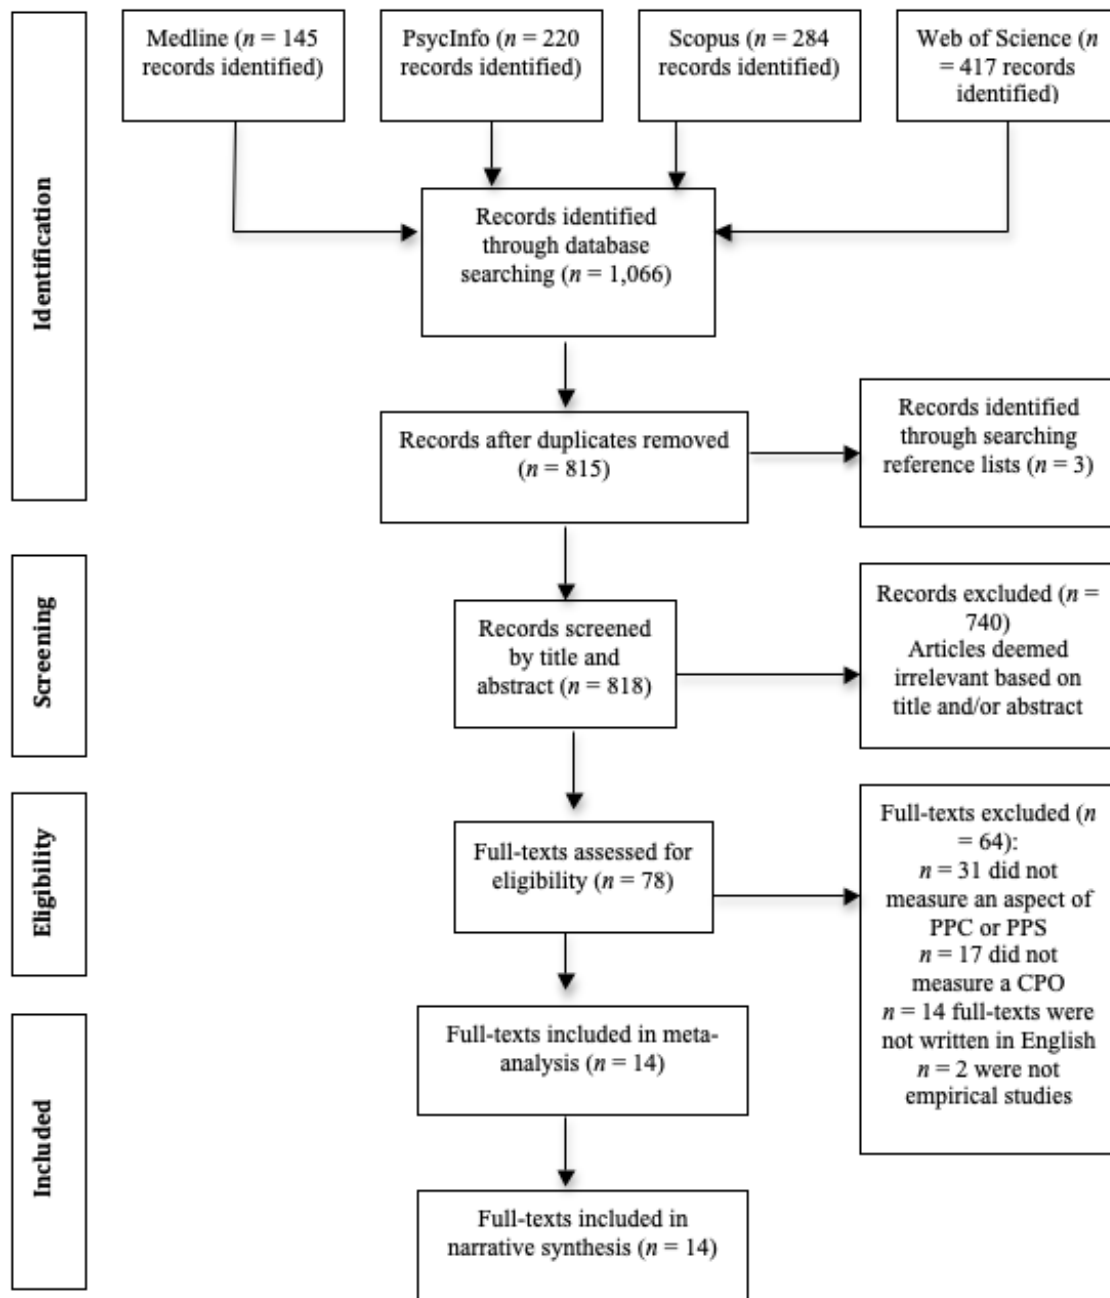 Medline (n = 145
records identified)
PsycInfo (n = 220
records identified)
Scopus (n = 284
records identified)
Web of Science (n
= 417 records
identified)
Identification
Records identified
through database
searching (n = 1,066)
Records after duplicates removed
(n = 815)
Records identified
through searching
reference lists (n = 3)
Screening
Records screened
by title and
abstract (n = 818)
Records excluded (n =
740)
Articles deemed
irrelevant based on
title and/or abstract
Eligibility
Full-texts assessed for
eligibility (n = 78)
Full-texts excluded (n
= 64):
n = 31 did not
measure an aspect of
PPC or PPS
n = 17 did not
measure a CPO
n = 14 full-texts were
not written in English
n = 2 were not
empirical studies
Included
Full-texts included in meta-
analysis (n = 14)
Full-texts included in
narrative synthesis (n = 14)